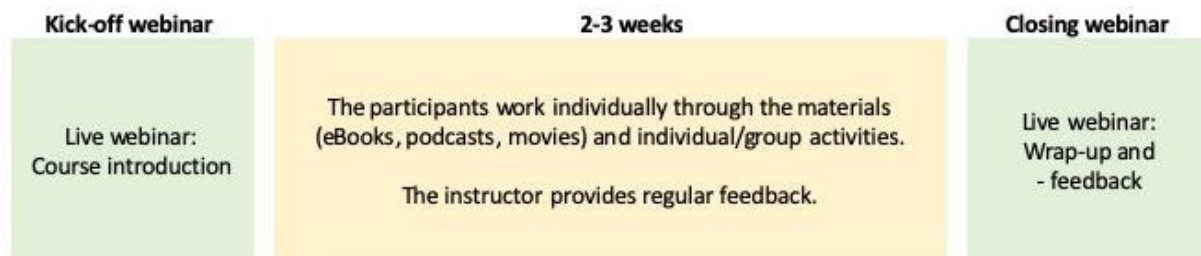 Kick-off webinar
Live webinar:
Course introduction
2-3 weeks
The participants work individually through the materials
(eBooks, podcasts, movies) and individual/group activities.
The instructor provides regular feedback.
Closing webinar
Live webinar:
Wrap-up and
- feedback